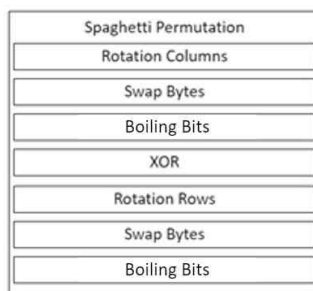 Spaghetti Permutation
Rotation Columns
Swap Bytes
Boiling Bits
XOR
Rotation Rows
Swap Bytes
Boiling Bits